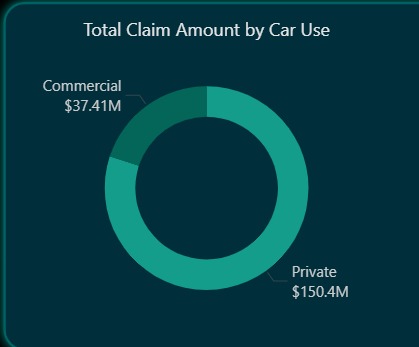 Total Claim Amount by Car Use
Commercial
$37.41M
Private
$150.4M